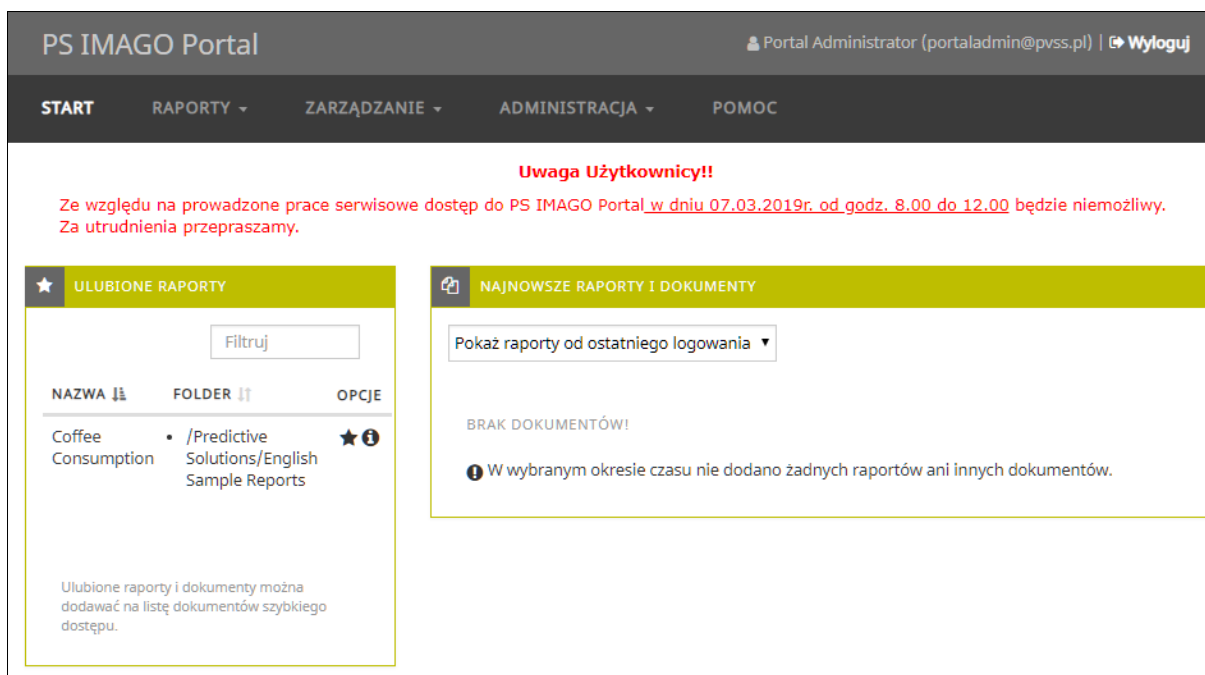 PS IMAGO Portal
Portal Administrator (portaladmin@pvss.pl) | Wyloguj
START RAPORTY ZARZĄDZANIE ADMINISTRACJA POMOC
Uwaga Użytkownicy!!
Ze względu na prowadzone prace serwisowe dostęp do PS IMAGO Portal w dniu 07.03.2019r. od godz. 8.00 do 12.00 będzie niemożliwy.
Za utrudnienia przepraszamy.
ULUBIONE RAPORTY
Filtruj
NAZWA FOLDER OPCJE
Coffee Consumption
• /Predictive
Solutions/English
Sample Reports
Ulubione raporty i dokumenty można
dodawać na listę dokumentów szybkiego
dostępu.
NAJNOWSZE RAPORTY I DOKUMENTY
Pokaż raporty od ostatniego logowania
BRAK DOKUMENTÓW!
W wybranym okresie czasu nie dodano żadnych raportów ani innych dokumentów.